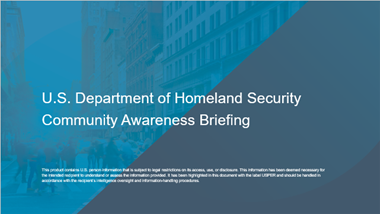 U.S. Department of Homeland Security
Community Awareness Briefing
This product contains U.S. person information that is subject to legal restrictions on its access, use, or disclosure. This information has been deemed necessary for
the intended recipient to understand or assess the information provided. It has been highlighted in this document with the label USPER and should be handled in
accordance with the recipient's intelligence oversight and information-handling procedures.